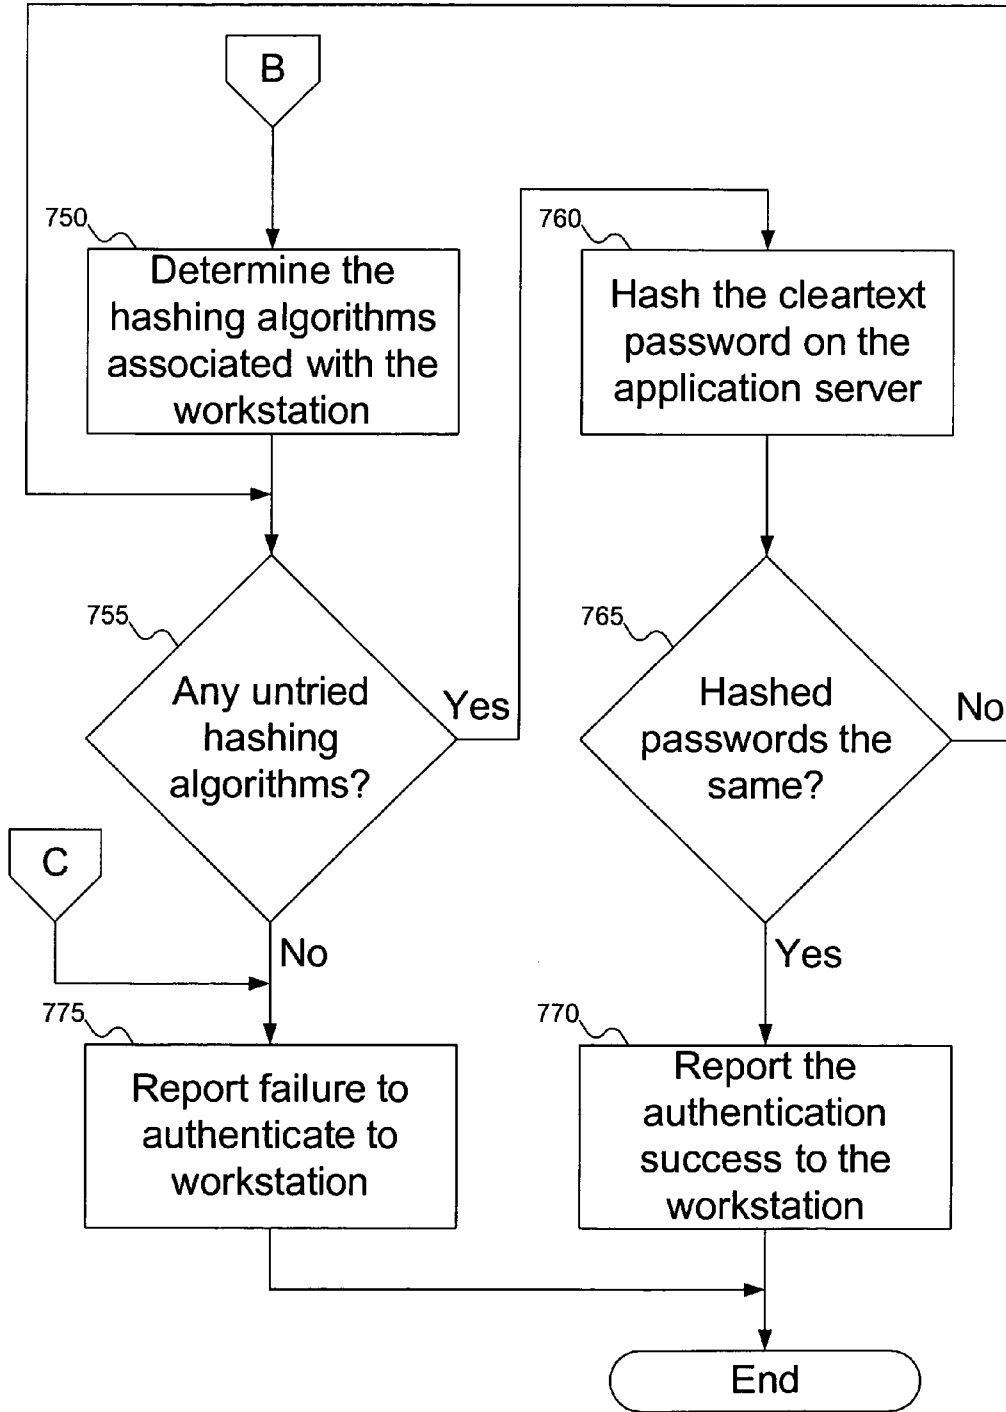 B
750
Determine the
hashing algorithms
associated with the
workstation
760
Hash the cleartext
password on the
application server
755
Any untried
hashing
algorithms?
Yes
765
Hashed
passwords the
same?
No
C
No
Yes
775
Report failure to
authenticate to
workstation
770
Report the
authentication
success to the
workstation
End